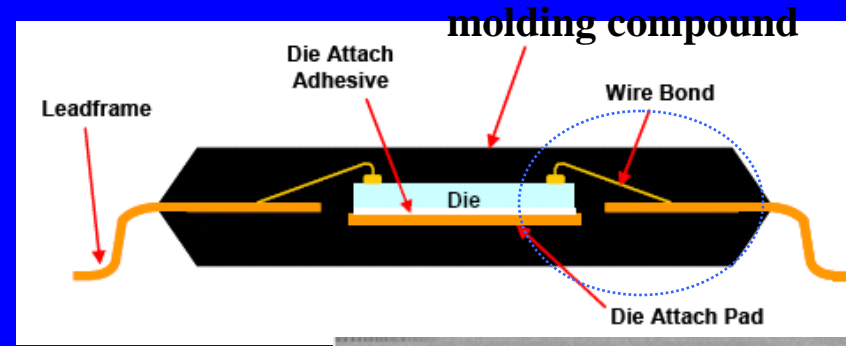 molding compound
Die Attach
Adhesive
Wire Bond
Leadframe
Die
Die Attach Pad